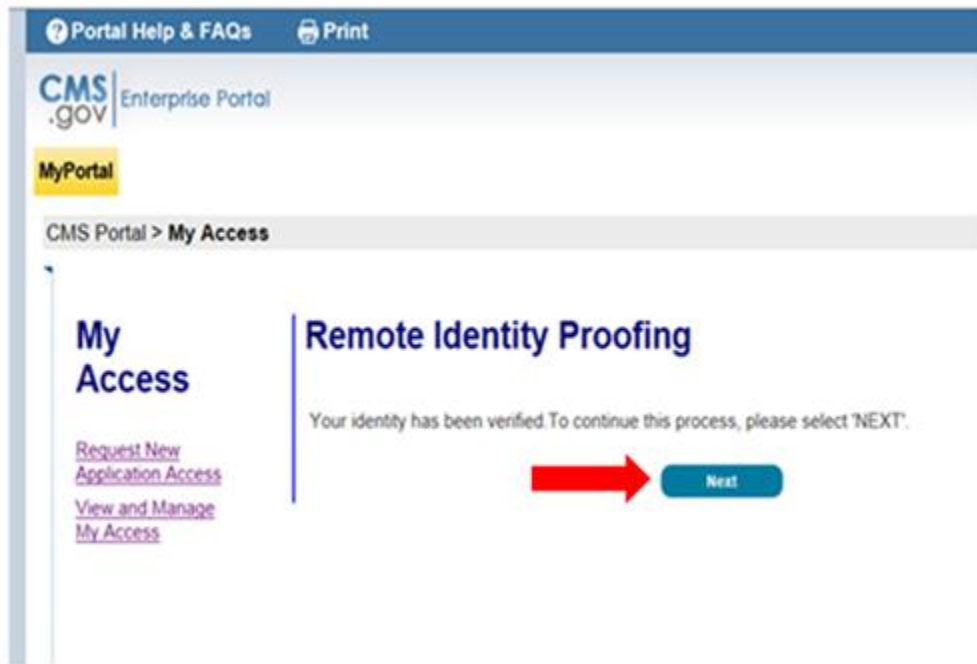 Portal Help & FAQs Print
CMS
.gov Enterprise Portal
MyPortal
CMS Portal > My Access
My
Access
Request New
Application Access
View and Manage
My Access
Remote Identity Proofing
Your identity has been verified.To continue this process, please select 'NEXT'.
Next